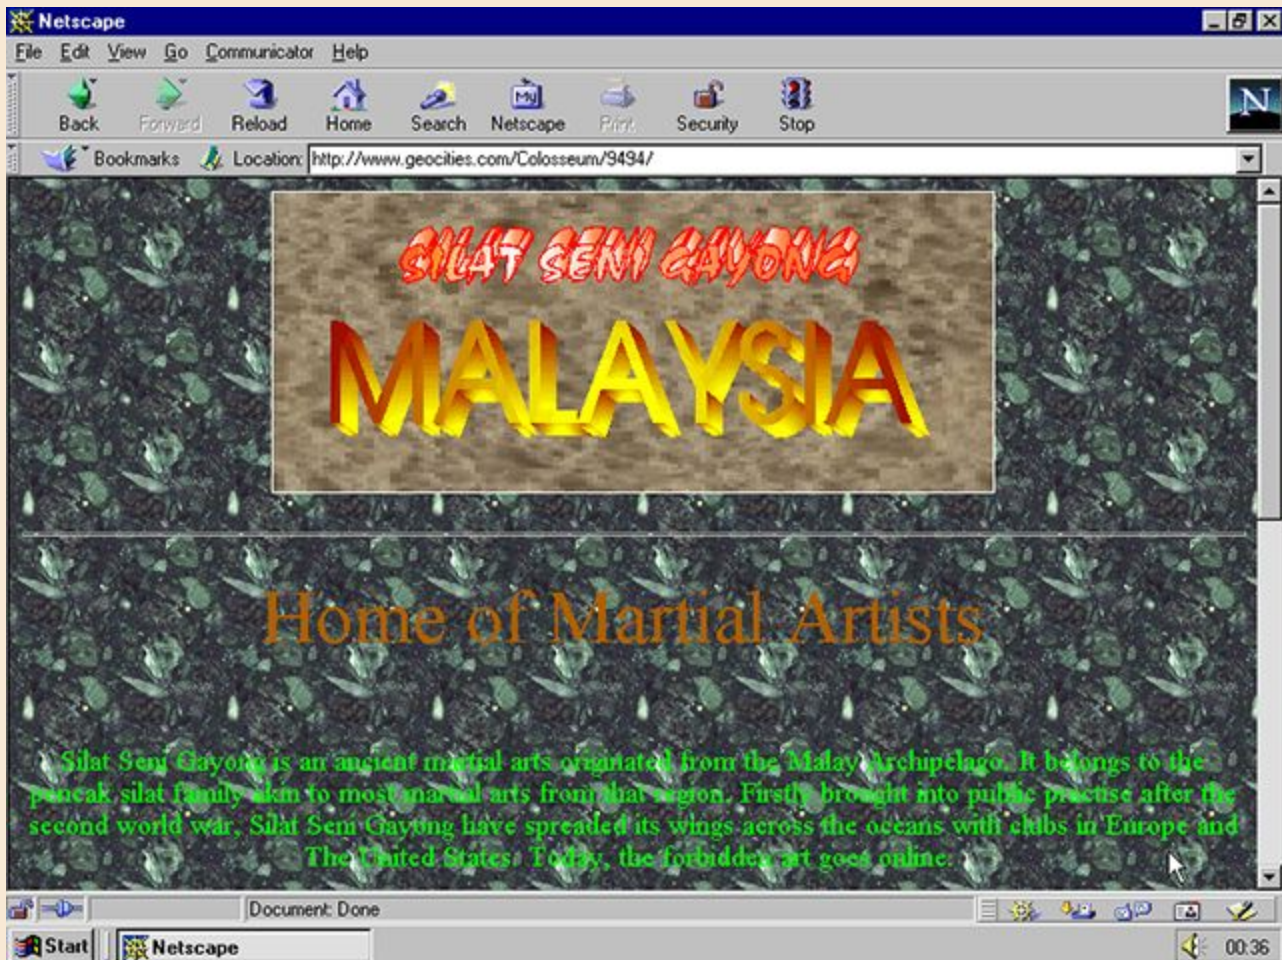 Netscape
File Edit View Go Communicator Help
Back Forward Reload Home Search Netscape Print Security Stop
My
N
Bookmarks Location: http://www.geocities.com/Colosseum/9494/
SILAT SENI GAYONG
MALAYSIA
Home of Martial Artists
Silat Seni Gayong is an ancient martial arts originated from the Malay Archipelago. It belongs to the
pencak silat family akin to most martial arts from that region. Firstly brought into public practise after the
second world war, Silat Seni Gayong have spreaded its wings across the oceans with clubs in Europe and
The United States. Today, the forbidden art goes online.
Document: Done
Start Netscape 00:36